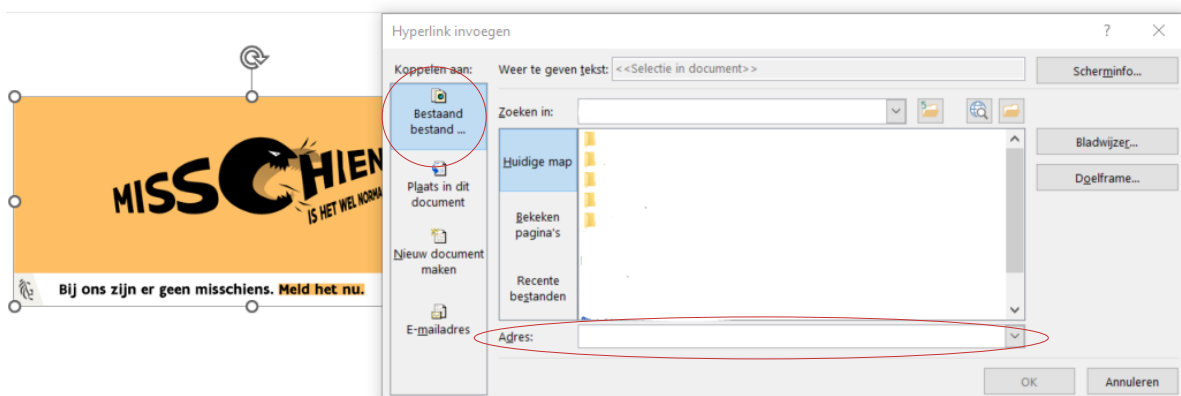 Hyperlink invoegen
?
Koppelen aan:
Weer te geven tekst: <<Selectie in document>>
Scherminfo...
Bestaand
bestand ...
Zoeken in:
Bladwijzer...
Huidige map
Doelframe...
Plaats in dit
document
Bekeken
pagina's
Nieuw document
maken
Recente
bestanden
E-mailadres
Adres:
OK
Annuleren
MISSCHIEN
IS HET WEL
Bij ons zijn er geen misschiens. Meld het nu.